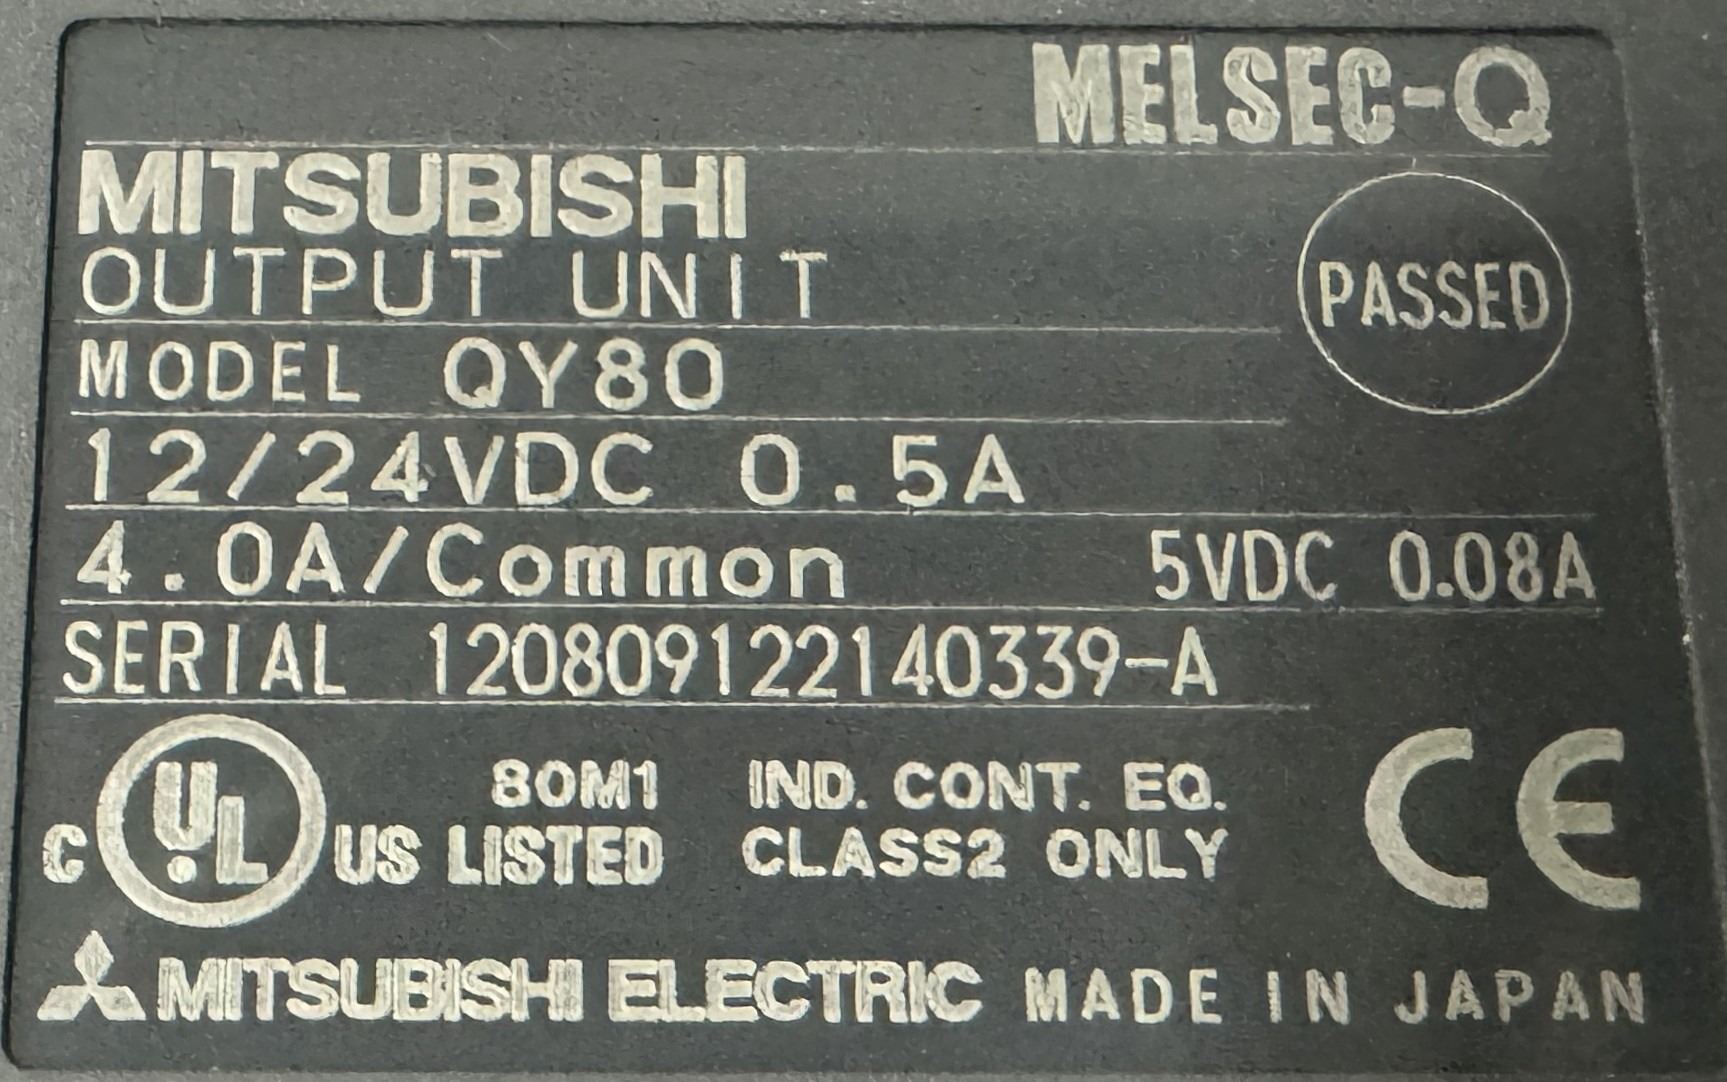 MELSEC-Q
MITSUBISHI
OUTPUT UNIT
PASSED
MODEL QY80
12/24VDC 0.5A
4.0A/Common 5VDC 0.08A
SERIAL 120809122140339-A
C UL US LISTED 80M1 IND. CONT. EQ.
CLASS2 ONLY
CE
MITSUBISHI ELECTRIC MADE IN JAPAN